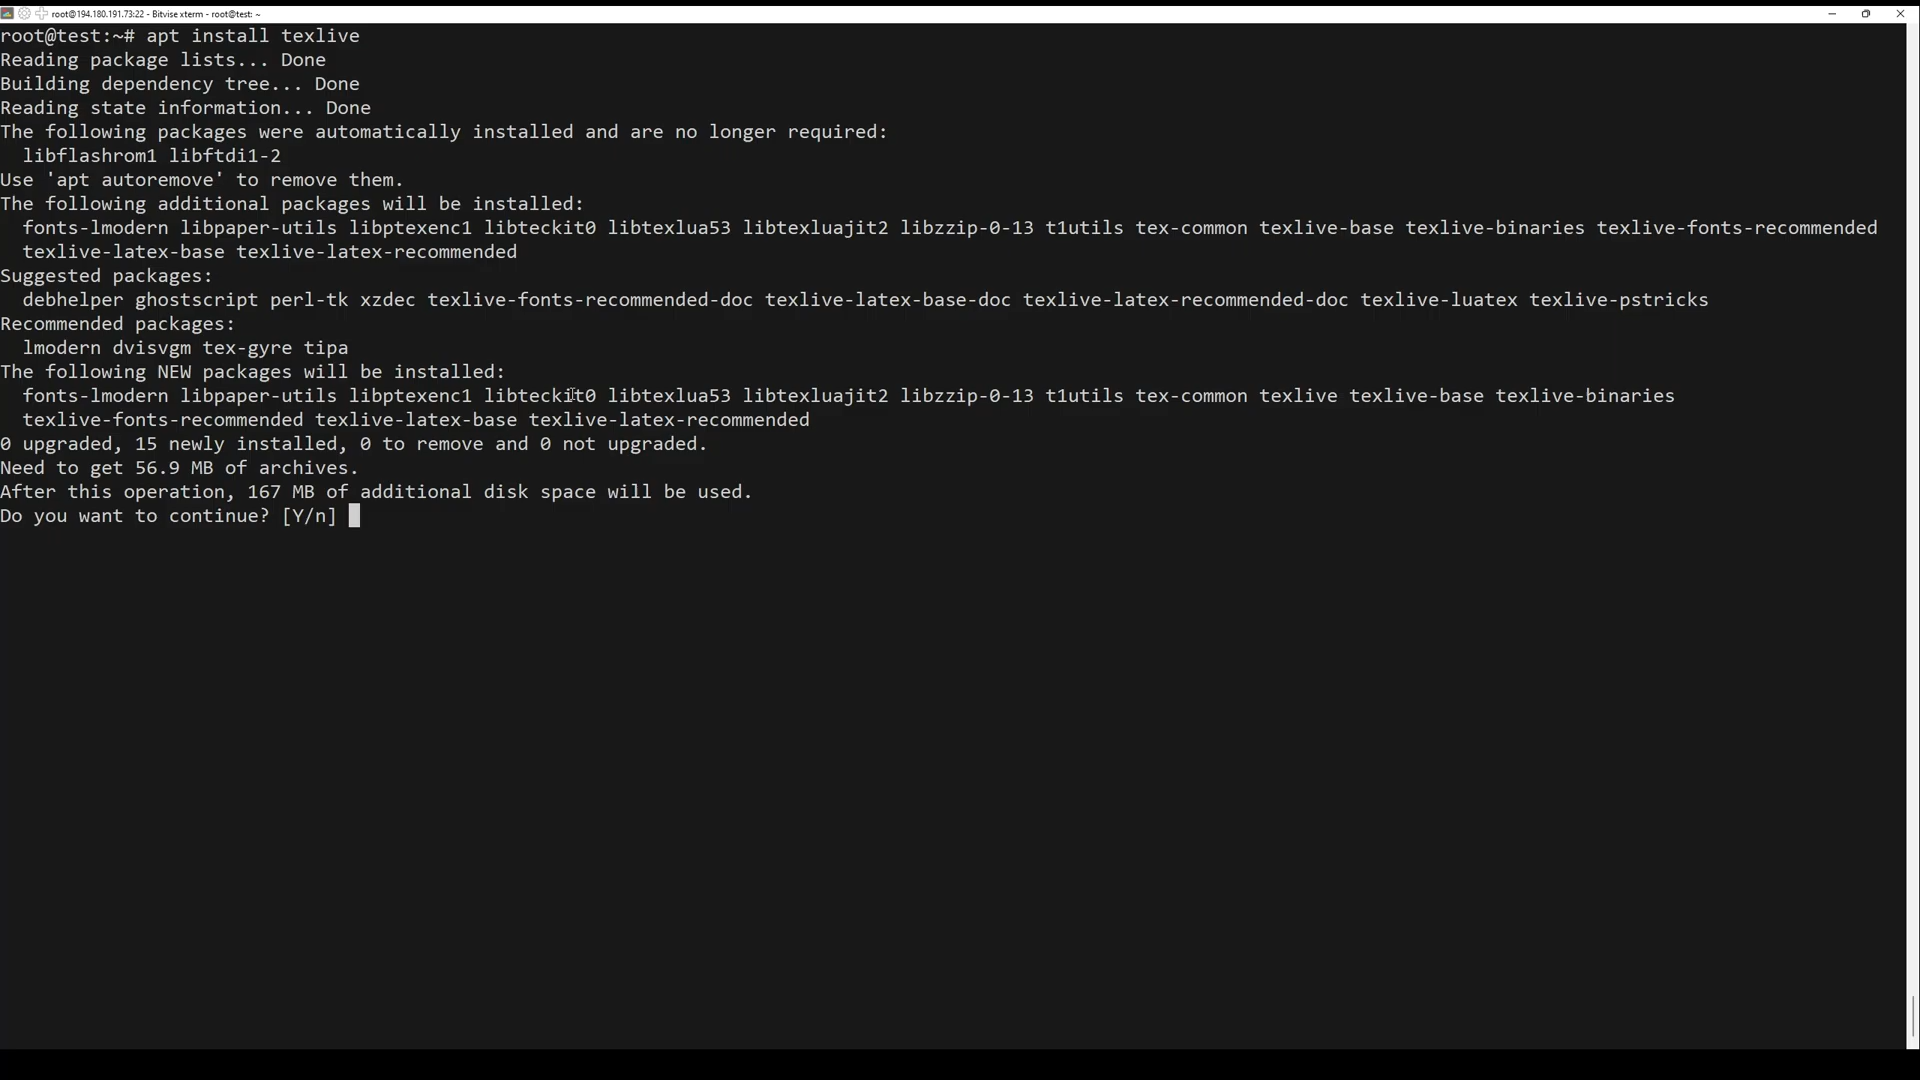 root@194.180.191.73:22 - Bitvise xterm - root@test: ~
root@test:~# apt install texlive
Reading package lists... Done
Building dependency tree... Done
Reading state information... Done
The following packages were automatically installed and are no longer required:
  libflashrom1 libftdi1-2
Use 'apt autoremove' to remove them.
The following additional packages will be installed:
  fonts-lmodern libpaper-utils libptexenc1 libteckit0 libtexlua53 libtexluajit2 libzzip-0-13 t1utils tex-common texlive-base texlive-binaries texlive-fonts-recommended
  texlive-latex-base texlive-latex-recommended
Suggested packages:
  debhelper ghostscript perl-tk xzdec texlive-fonts-recommended-doc texlive-latex-base-doc texlive-latex-recommended-doc texlive-luatex texlive-pstricks
Recommended packages:
  lmodern dvisvgm tex-gyre tipa
The following NEW packages will be installed:
  fonts-lmodern libpaper-utils libptexenc1 libteckit0 libtexlua53 libtexluajit2 libzzip-0-13 t1utils tex-common texlive texlive-base texlive-binaries
  texlive-fonts-recommended texlive-latex-base texlive-latex-recommended
0 upgraded, 15 newly installed, 0 to remove and 0 not upgraded.
Need to get 56.9 MB of archives.
After this operation, 167 MB of additional disk space will be used.
Do you want to continue? [Y/n]